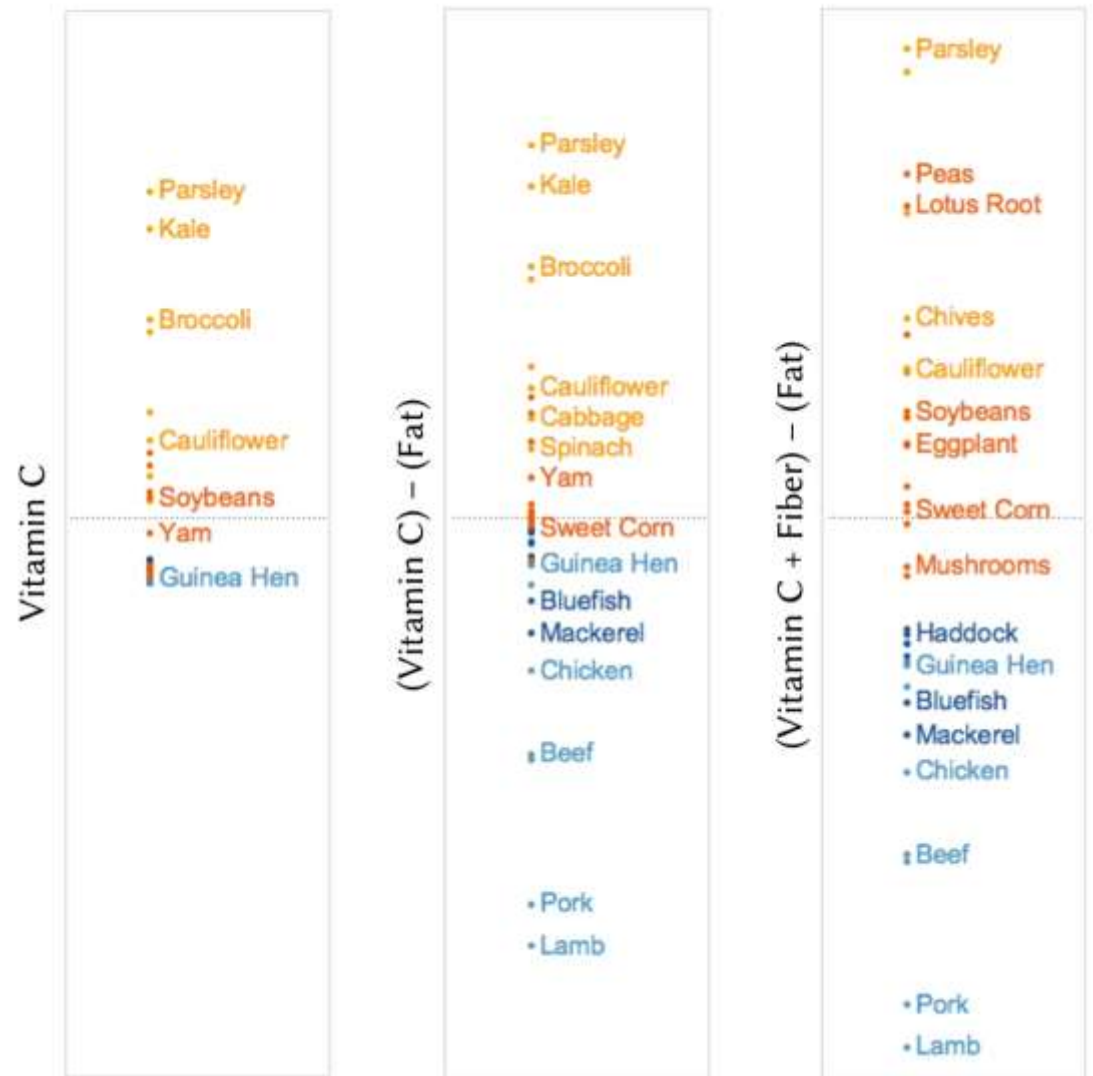 Vitamin C
Parsley
Kale
Broccoli
Cauliflower
Soybeans
Yam
Guinea Hen
(Vitamin C) – (Fat)
Parsley
Kale
Broccoli
Cauliflower
Cabbage
Spinach
Yam
Sweet Corn
Guinea Hen
Bluefish
Mackerel
Chicken
Beef
Pork
Lamb
(Vitamin C + Fiber) – (Fat)
Parsley
Peas
Lotus Root
Chives
Cauliflower
Soybeans
Eggplant
Sweet Corn
Mushrooms
Haddock
Guinea Hen
Bluefish
Mackerel
Chicken
Beef
Pork
Lamb